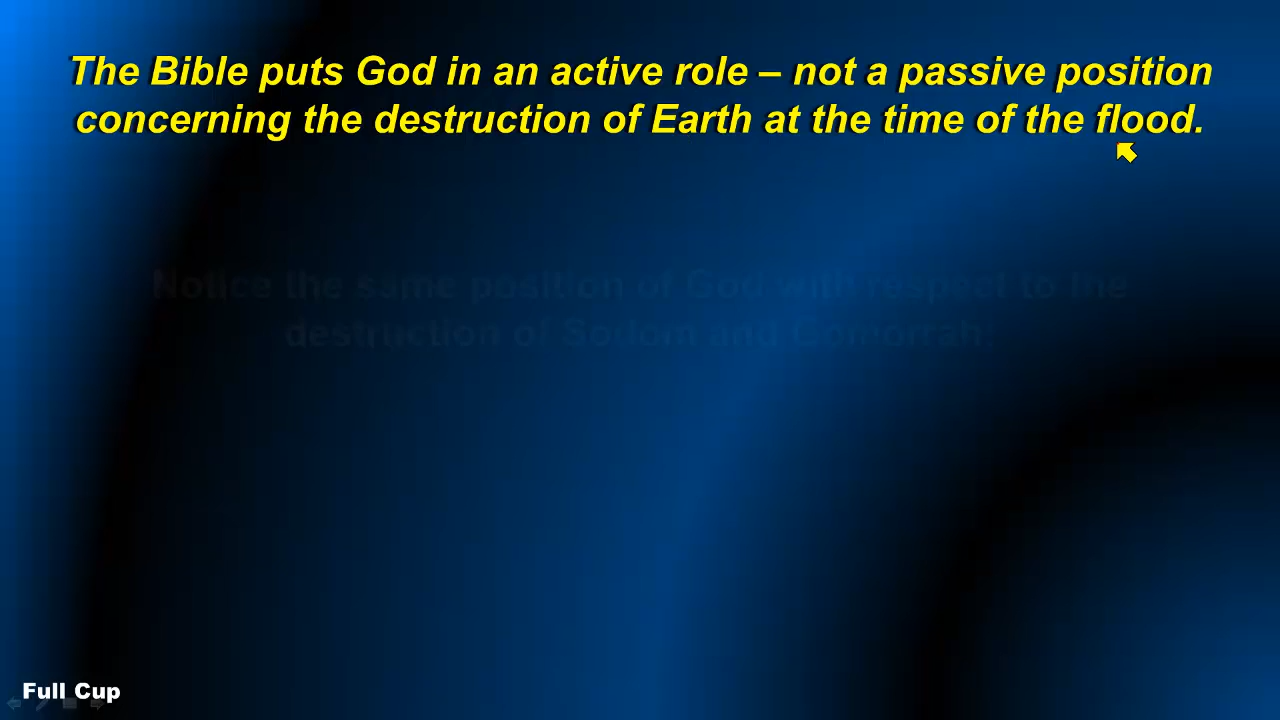 The Bible puts God in an active role – not a passive position
concerning the destruction of Earth at the time of the flood.
Notice the same position of God with respect to the
destruction of Sodom and Gomorrah!
Full Cup